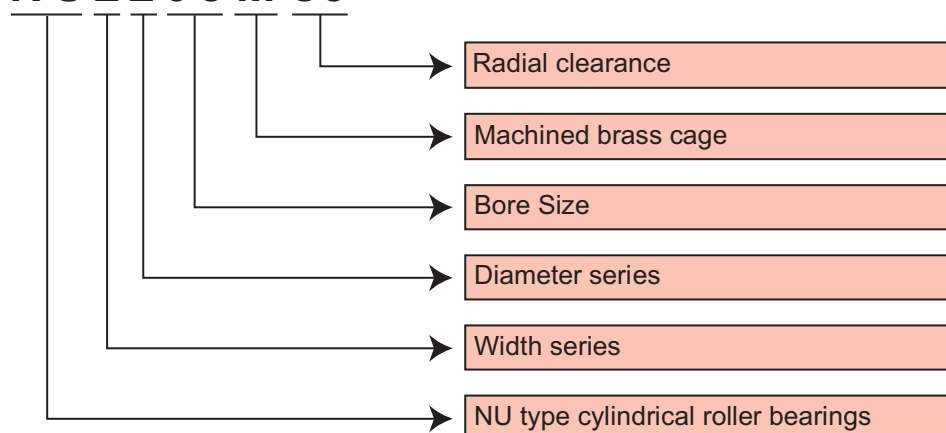 Radial clearance
Machined brass cage
Bore Size
Diameter series
Width series
NU type cylindrical roller bearings